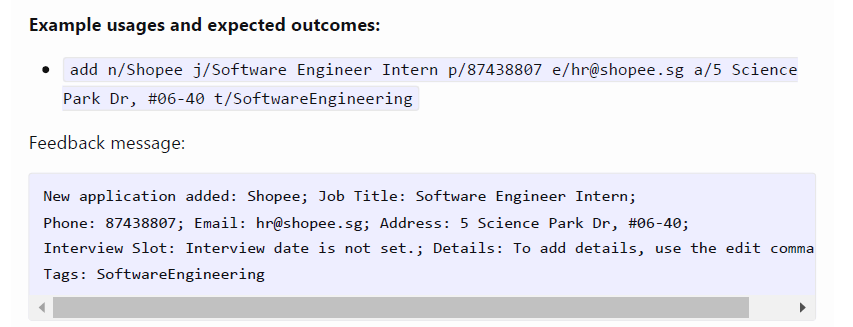 Example usages and expected outcomes:
add n/Shopee j/Software Engineer Intern p/87438807 e/hr@shopee.sg a/5 Science
Park Dr, #06-40 t/SoftwareEngineering
Feedback message:
New application added: Shopee; Job Title: Software Engineer Intern;
Phone: 87438807; Email: hr@shopee.sg; Address: 5 Science Park Dr, #06-40;
Interview Slot: Interview date is not set.; Details: To add details, use the edit comma
Tags: SoftwareEngineering